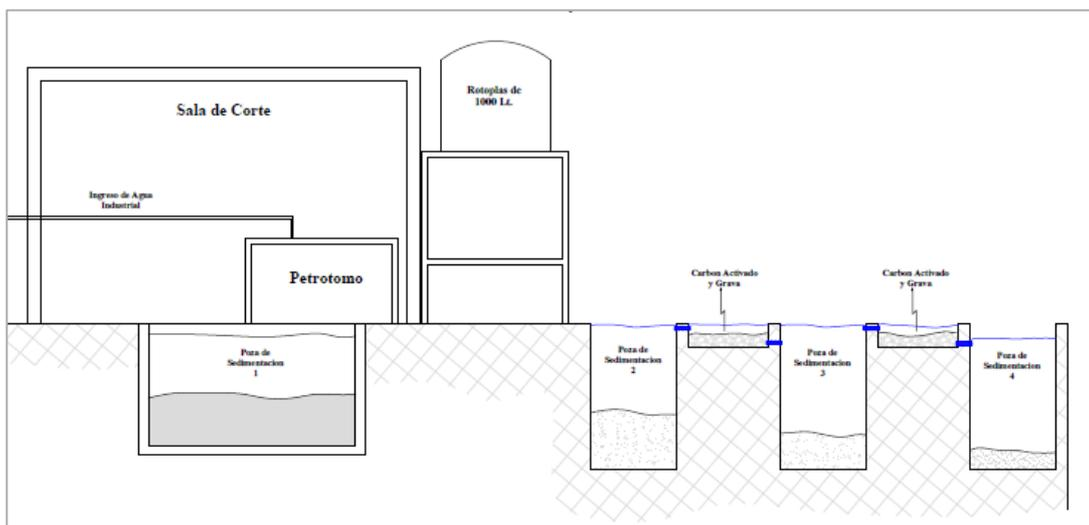 Sala de Corte
Rotoplas de
1000 Lt.
Ingreso de Agua
Industrial
Petrotomo
Carbon Activado
y Grava
Carbon Activado
y Grava
Poza de
Sedimentacion
1
Poza de
Sedimentacion
2
Poza de
Sedimentacion
3
Poza de
Sedimentacion
4